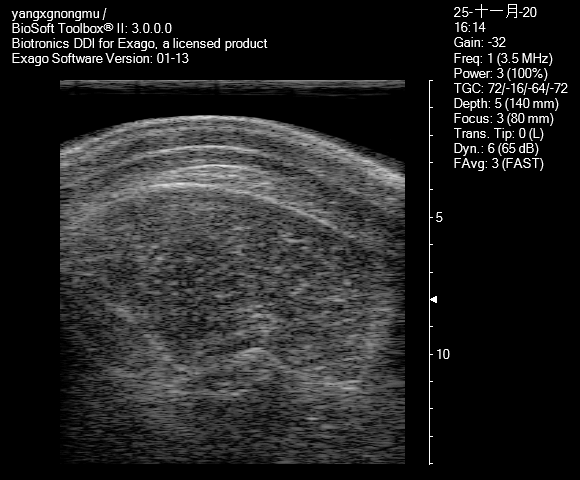 yangxgnongmu /
BioSoft Toolbox® II: 3.0.0.0
Biotronics DDI for Exago, a licensed product
Exago Software Version: 01-13
25-十一月-20
16:14
Gain: -32
Freq: 1 (3.5 MHz)
Power: 3 (100%)
TGC: 72/-16/-64/-72
Depth: 5 (140 mm)
Focus: 3 (80 mm)
Trans. Tip: 0 (L)
Dyn.: 6 (65 dB)
FAvg: 3 (FAST)
5
10